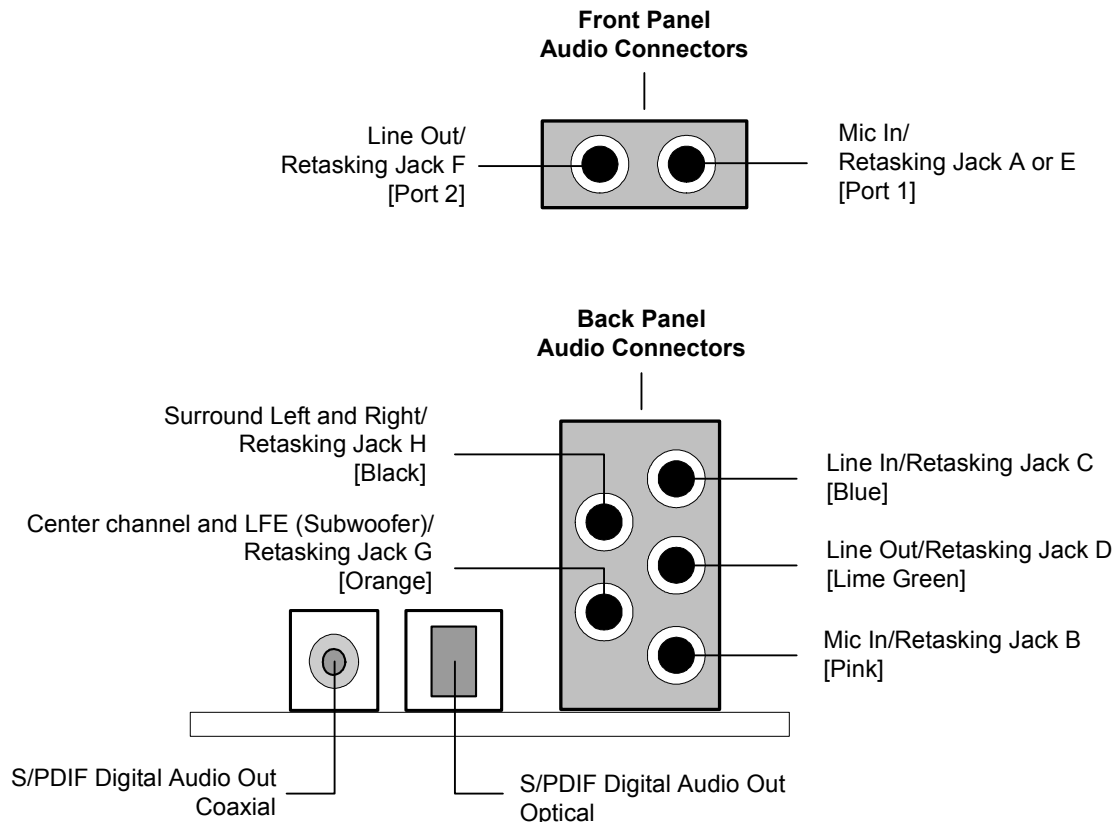 Front Panel
Audio Connectors
Line Out/
Retasking Jack F
[Port 2]
Mic In/
Retasking Jack A or E
[Port 1]
Back Panel
Audio Connectors
Surround Left and Right/
Retasking Jack H
[Black]
Center channel and LFE (Subwoofer)/
Retasking Jack G
[Orange]
Line In/Retasking Jack C
[Blue]
Line Out/Retasking Jack D
[Lime Green]
Mic In/Retasking Jack B
[Pink]
S/PDIF Digital Audio Out
Coaxial
S/PDIF Digital Audio Out
Optical